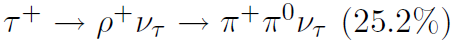 τ⁺ → ρ⁺ν_τ → π⁺π⁰ν_τ (25.2%)